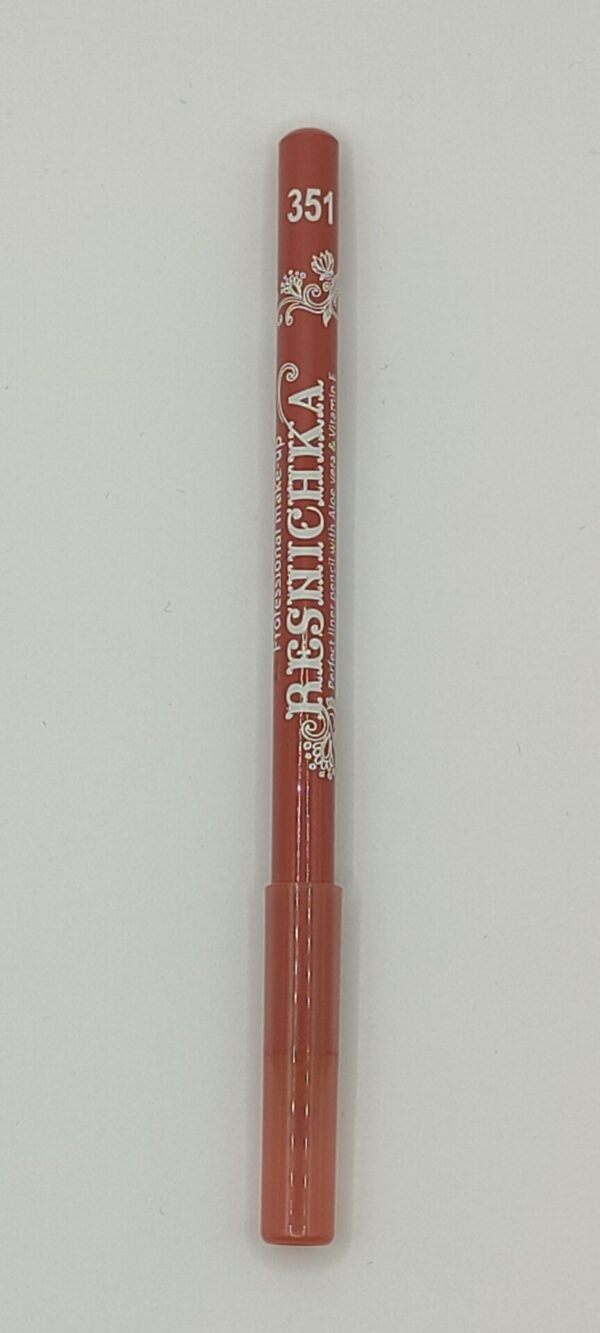 351
Professional make-up
RESNICHKA
Perfect liner pencil with Aloe vera & Vitamin E